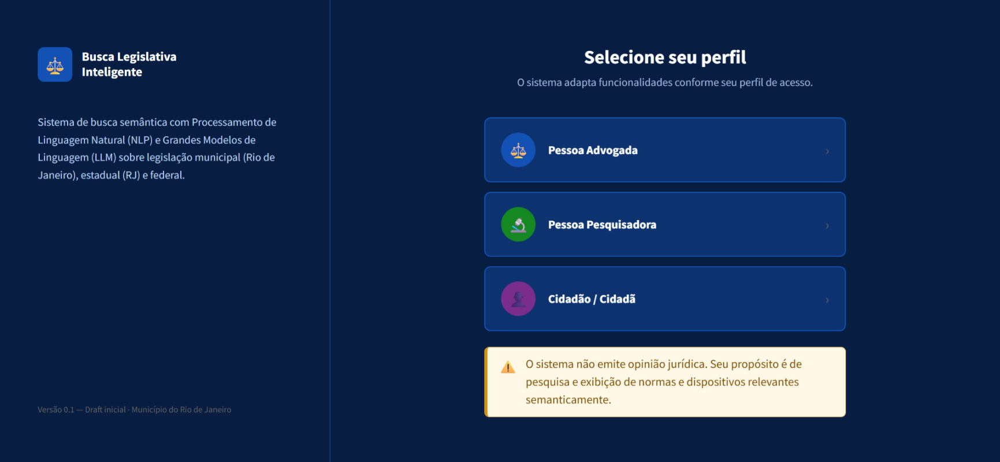 Busca Legislativa
Inteligente
Sistema de busca semântica com Processamento de
Linguagem Natural (NLP) e Grandes Modelos de
Linguagem (LLM) sobre legislação municipal (Rio de
Janeiro), estadual (RJ) e federal.
Versão 0.1 — Draft inicial · Município do Rio de Janeiro
Selecione seu perfil
O sistema adapta funcionalidades conforme seu perfil de acesso.
Pessoa Advogada
Pessoa Pesquisadora
Cidadão / Cidadã
O sistema não emite opinião jurídica. Seu propósito é de
pesquisa e exibição de normas e dispositivos relevantes
semanticamente.